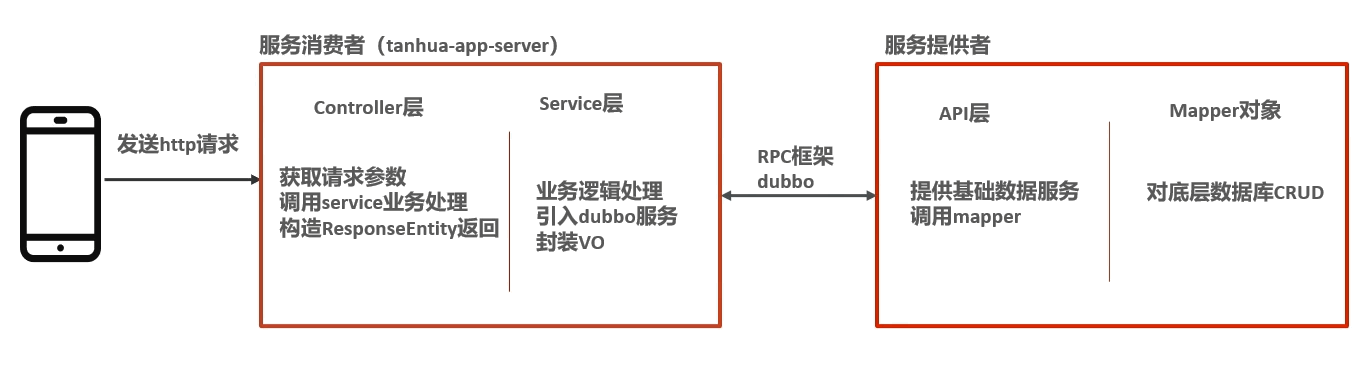 服务消费者（tanhua-app-server）
服务提供者
Controller层
Service层
API层
Mapper对象
发送http请求
获取请求参数
调用service业务处理
构造ResponseEntity返回
业务逻辑处理
引入dubbo服务
封装VO
RPC框架
dubbo
提供基础数据服务
调用mapper
对底层数据库CRUD